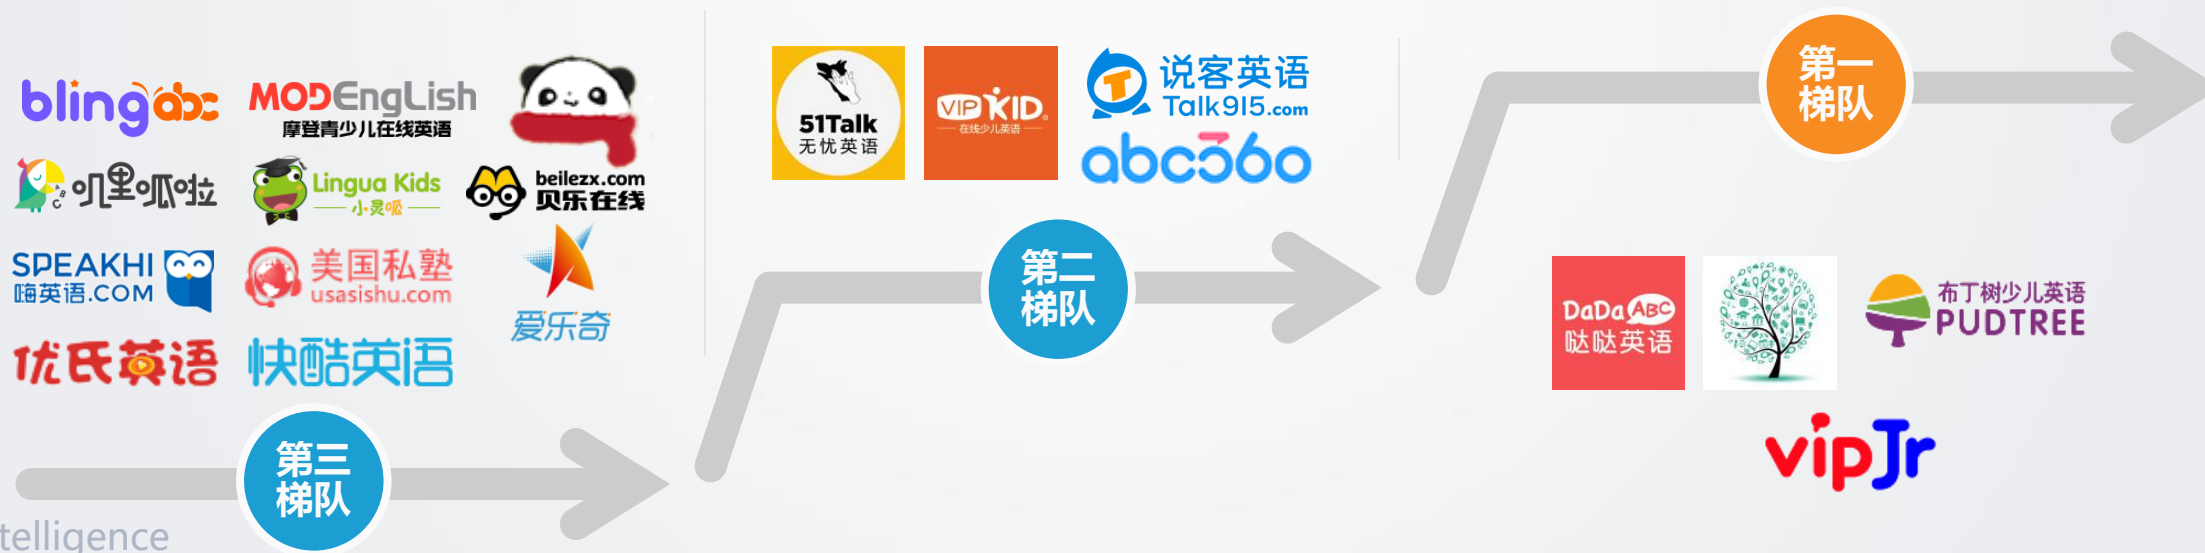 blingabc
MODEngLish
摩登青少儿在线英语
叽里呱啦
ABC
Lingua Kids
小灵呱
beilezx.com
贝乐在线
SPEAKHI
嗨英语.COM
美国私塾
usasishu.com
爱乐奇
优氏英语
快酷英语
第三
梯队
telligence
51Talk
无忧英语
VIPKID®
在线少儿英语
说客英语
Talk915.com
abc360
第二
梯队
第一
梯队
DaDaABC
哒哒英语
布丁树少儿英语
PUDTREE
vipJr